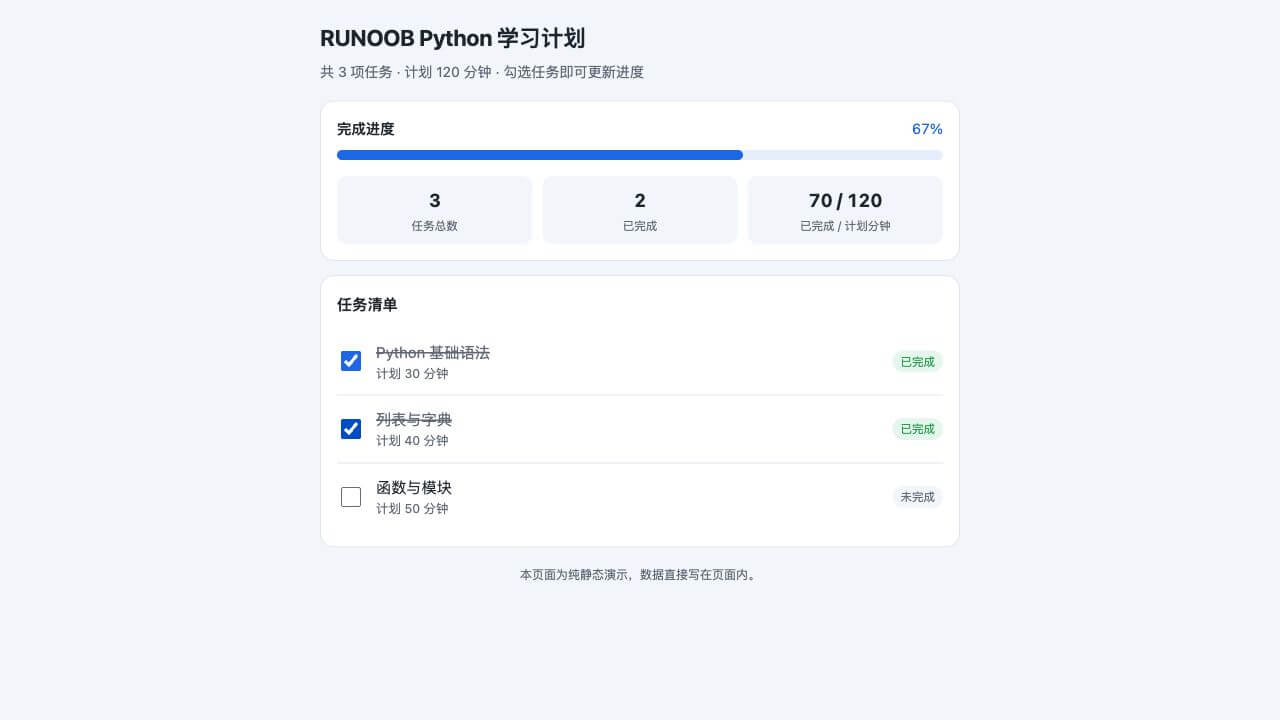 RUNOOB Python 学习计划
共 3 项任务 · 计划 120 分钟 · 勾选任务即可更新进度
完成进度
67%
3
任务总数
2
已完成
70 / 120
已完成 / 计划分钟
任务清单
Python 基础语法
计划 30 分钟
已完成
列表与字典
计划 40 分钟
已完成
函数与模块
计划 50 分钟
未完成
本页面为纯静态演示，数据直接写在页面内。